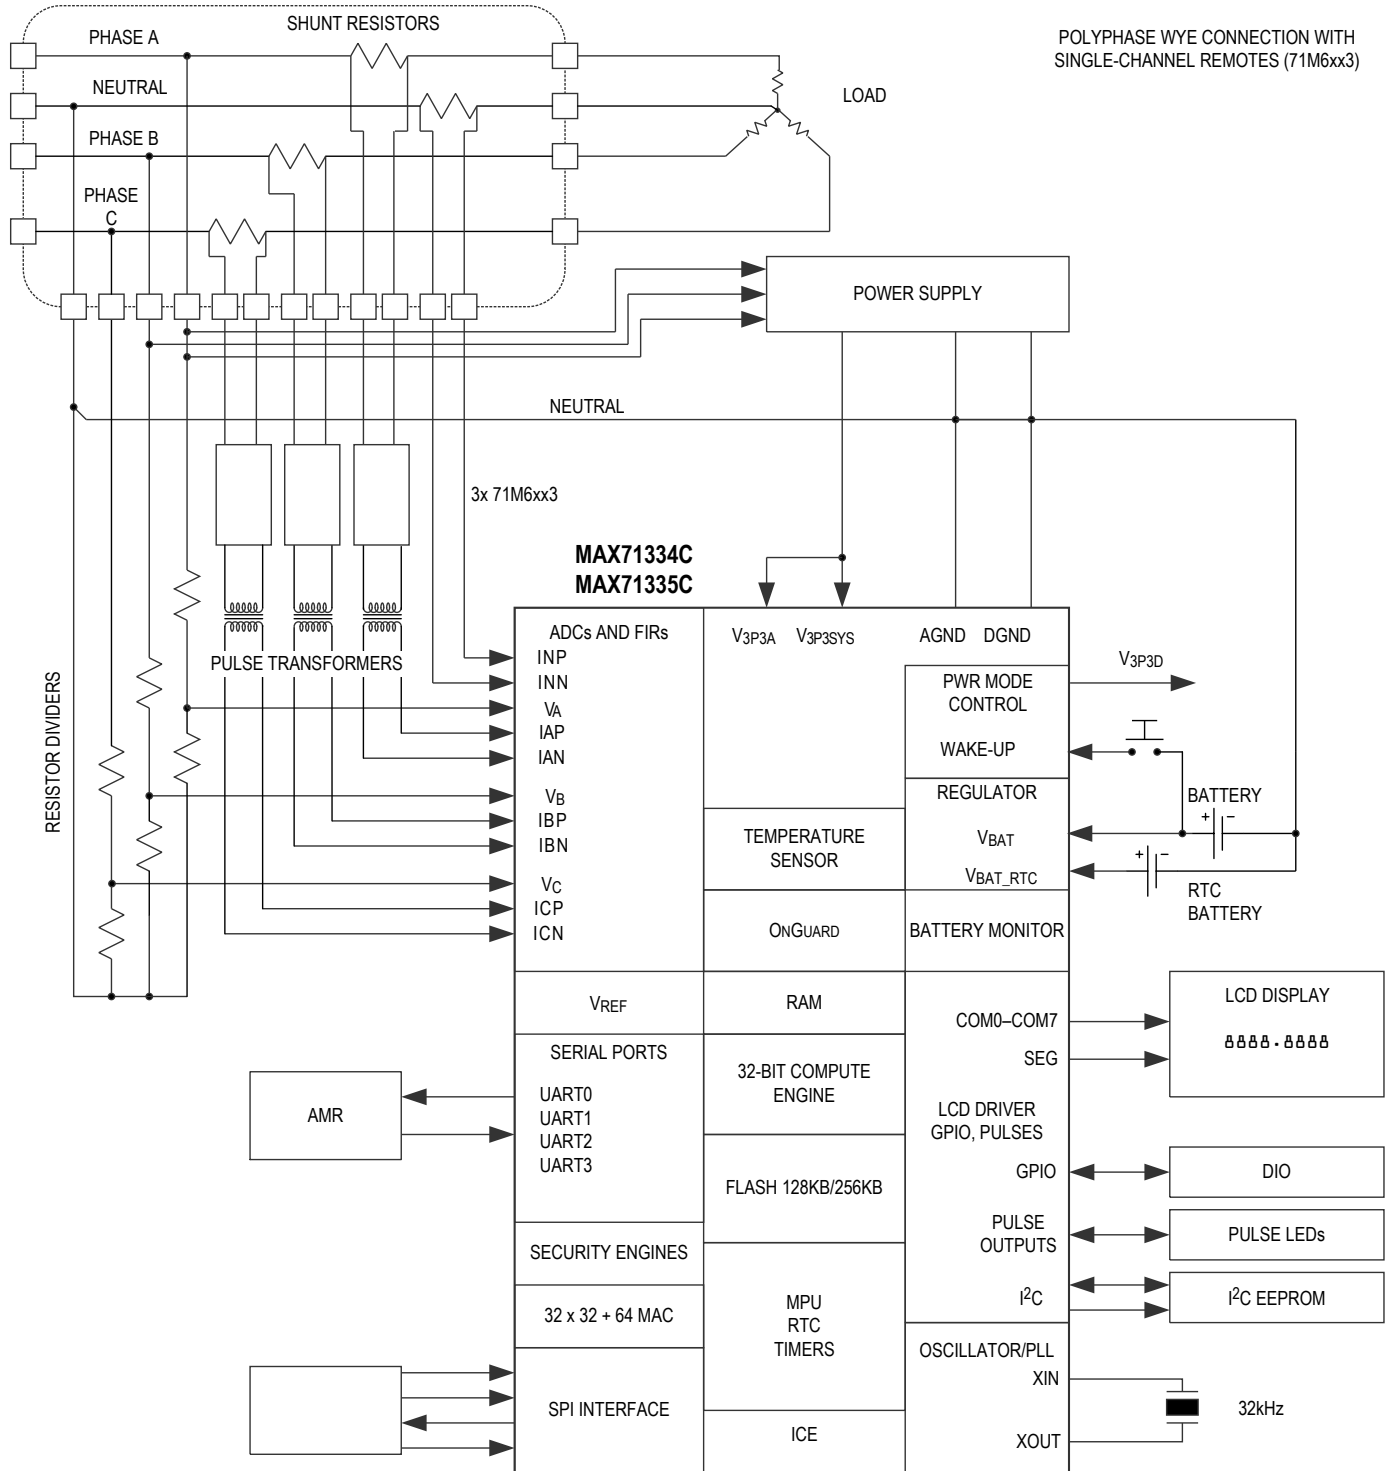 SHUNT RESISTORS
PHASE A
NEUTRAL
PHASE B
PHASE
C
POLYPHASE WYE CONNECTION WITH
SINGLE-CHANNEL REMOTES (71M6xx3)
LOAD
POWER SUPPLY
NEUTRAL
3x 71M6xx3
MAX71334C
MAX71335C
PULSE TRANSFORMERS
RESISTOR DIVIDERS
ADCs AND FIRs
INP
INN
VA
IAP
IAN
VB
IBP
IBN
VC
ICP
ICN
V3P3A
V3P3SYS
AGND
DGND
PWR MODE
CONTROL
WAKE-UP
V3P3D
REGULATOR
VBAT
VBAT_RTC
BATTERY
+ −
+ −
RTC
BATTERY
TEMPERATURE
SENSOR
ONGUARD
BATTERY MONITOR
VREF
RAM
SERIAL PORTS
UART0
UART1
UART2
UART3
AMR
32-BIT COMPUTE
ENGINE
COM0–COM7
SEG
LCD DRIVER
GPIO, PULSES
GPIO
PULSE
OUTPUTS
I2C
LCD DISPLAY
8888.8888
DIO
PULSE LEDs
I2C EEPROM
FLASH 128KB/256KB
SECURITY ENGINES
32 x 32 + 64 MAC
MPU
RTC
TIMERS
OSCILLATOR/PLL
XIN
XOUT
32kHz
SPI INTERFACE
ICE